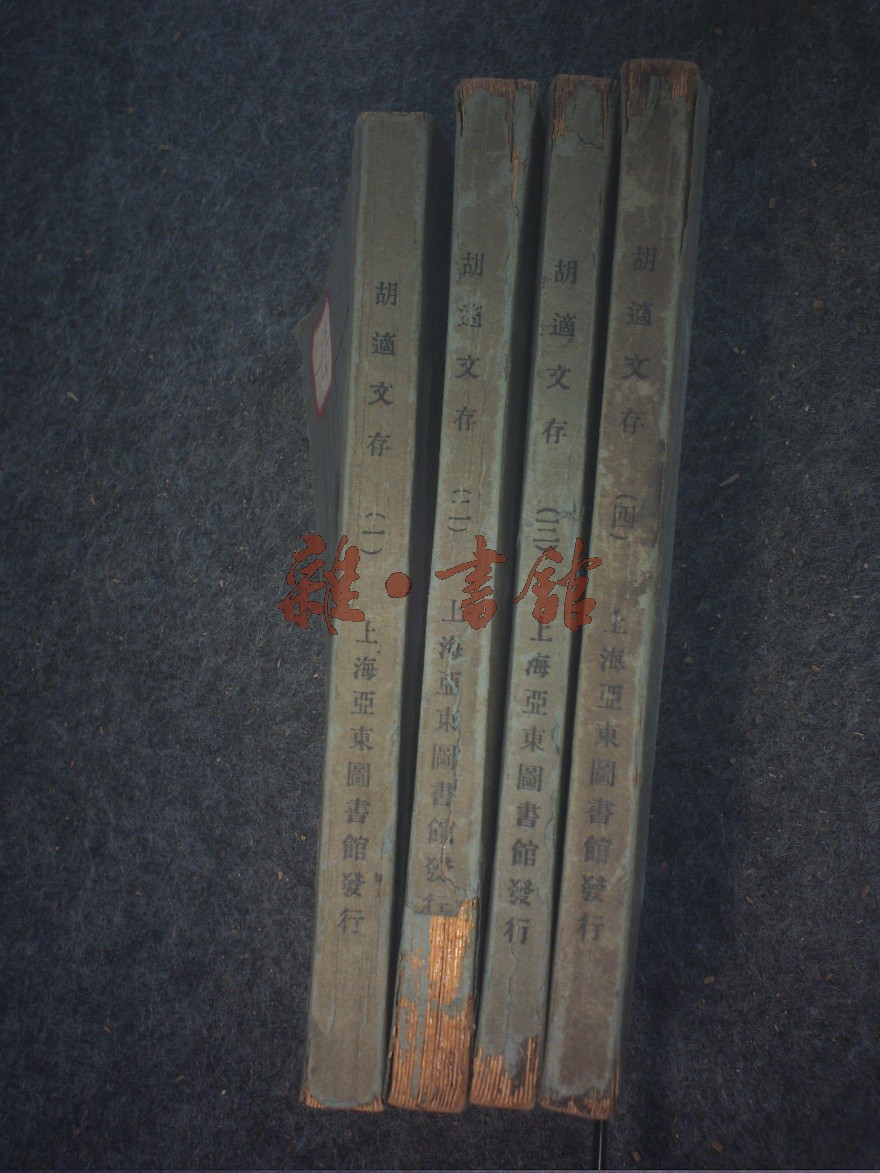 胡適文存(一)上海亞東圖書館發行
胡適文存(二)上海亞東圖書館發行
胡適文存(三)上海亞東圖書館發行
胡適文存(四)上海亞東圖書館發行
雜·書館